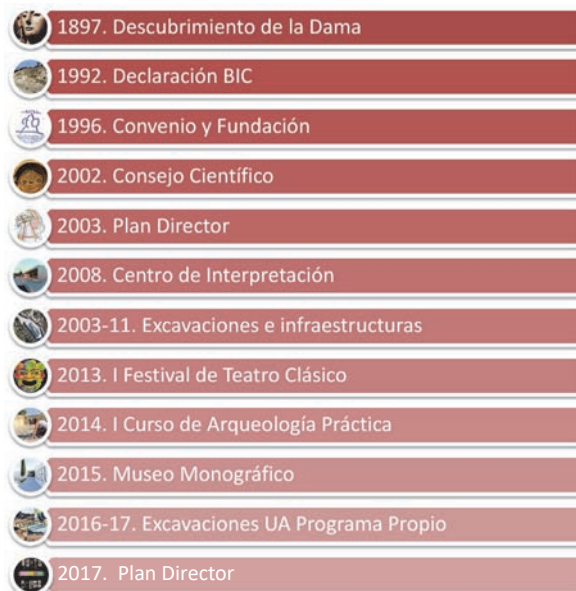 1897. Descubrimiento de la Dama
1992. Declaración BIC
1996. Convenio y Fundación
2002. Consejo Científico
2003. Plan Director
2008. Centro de Interpretación
2003-11. Excavaciones e infraestructuras
2013. I Festival de Teatro Clásico
2014. I Curso de Arqueología Práctica
2015. Museo Monográfico
2016-17. Excavaciones UA Programa Propio
2017. Plan Director